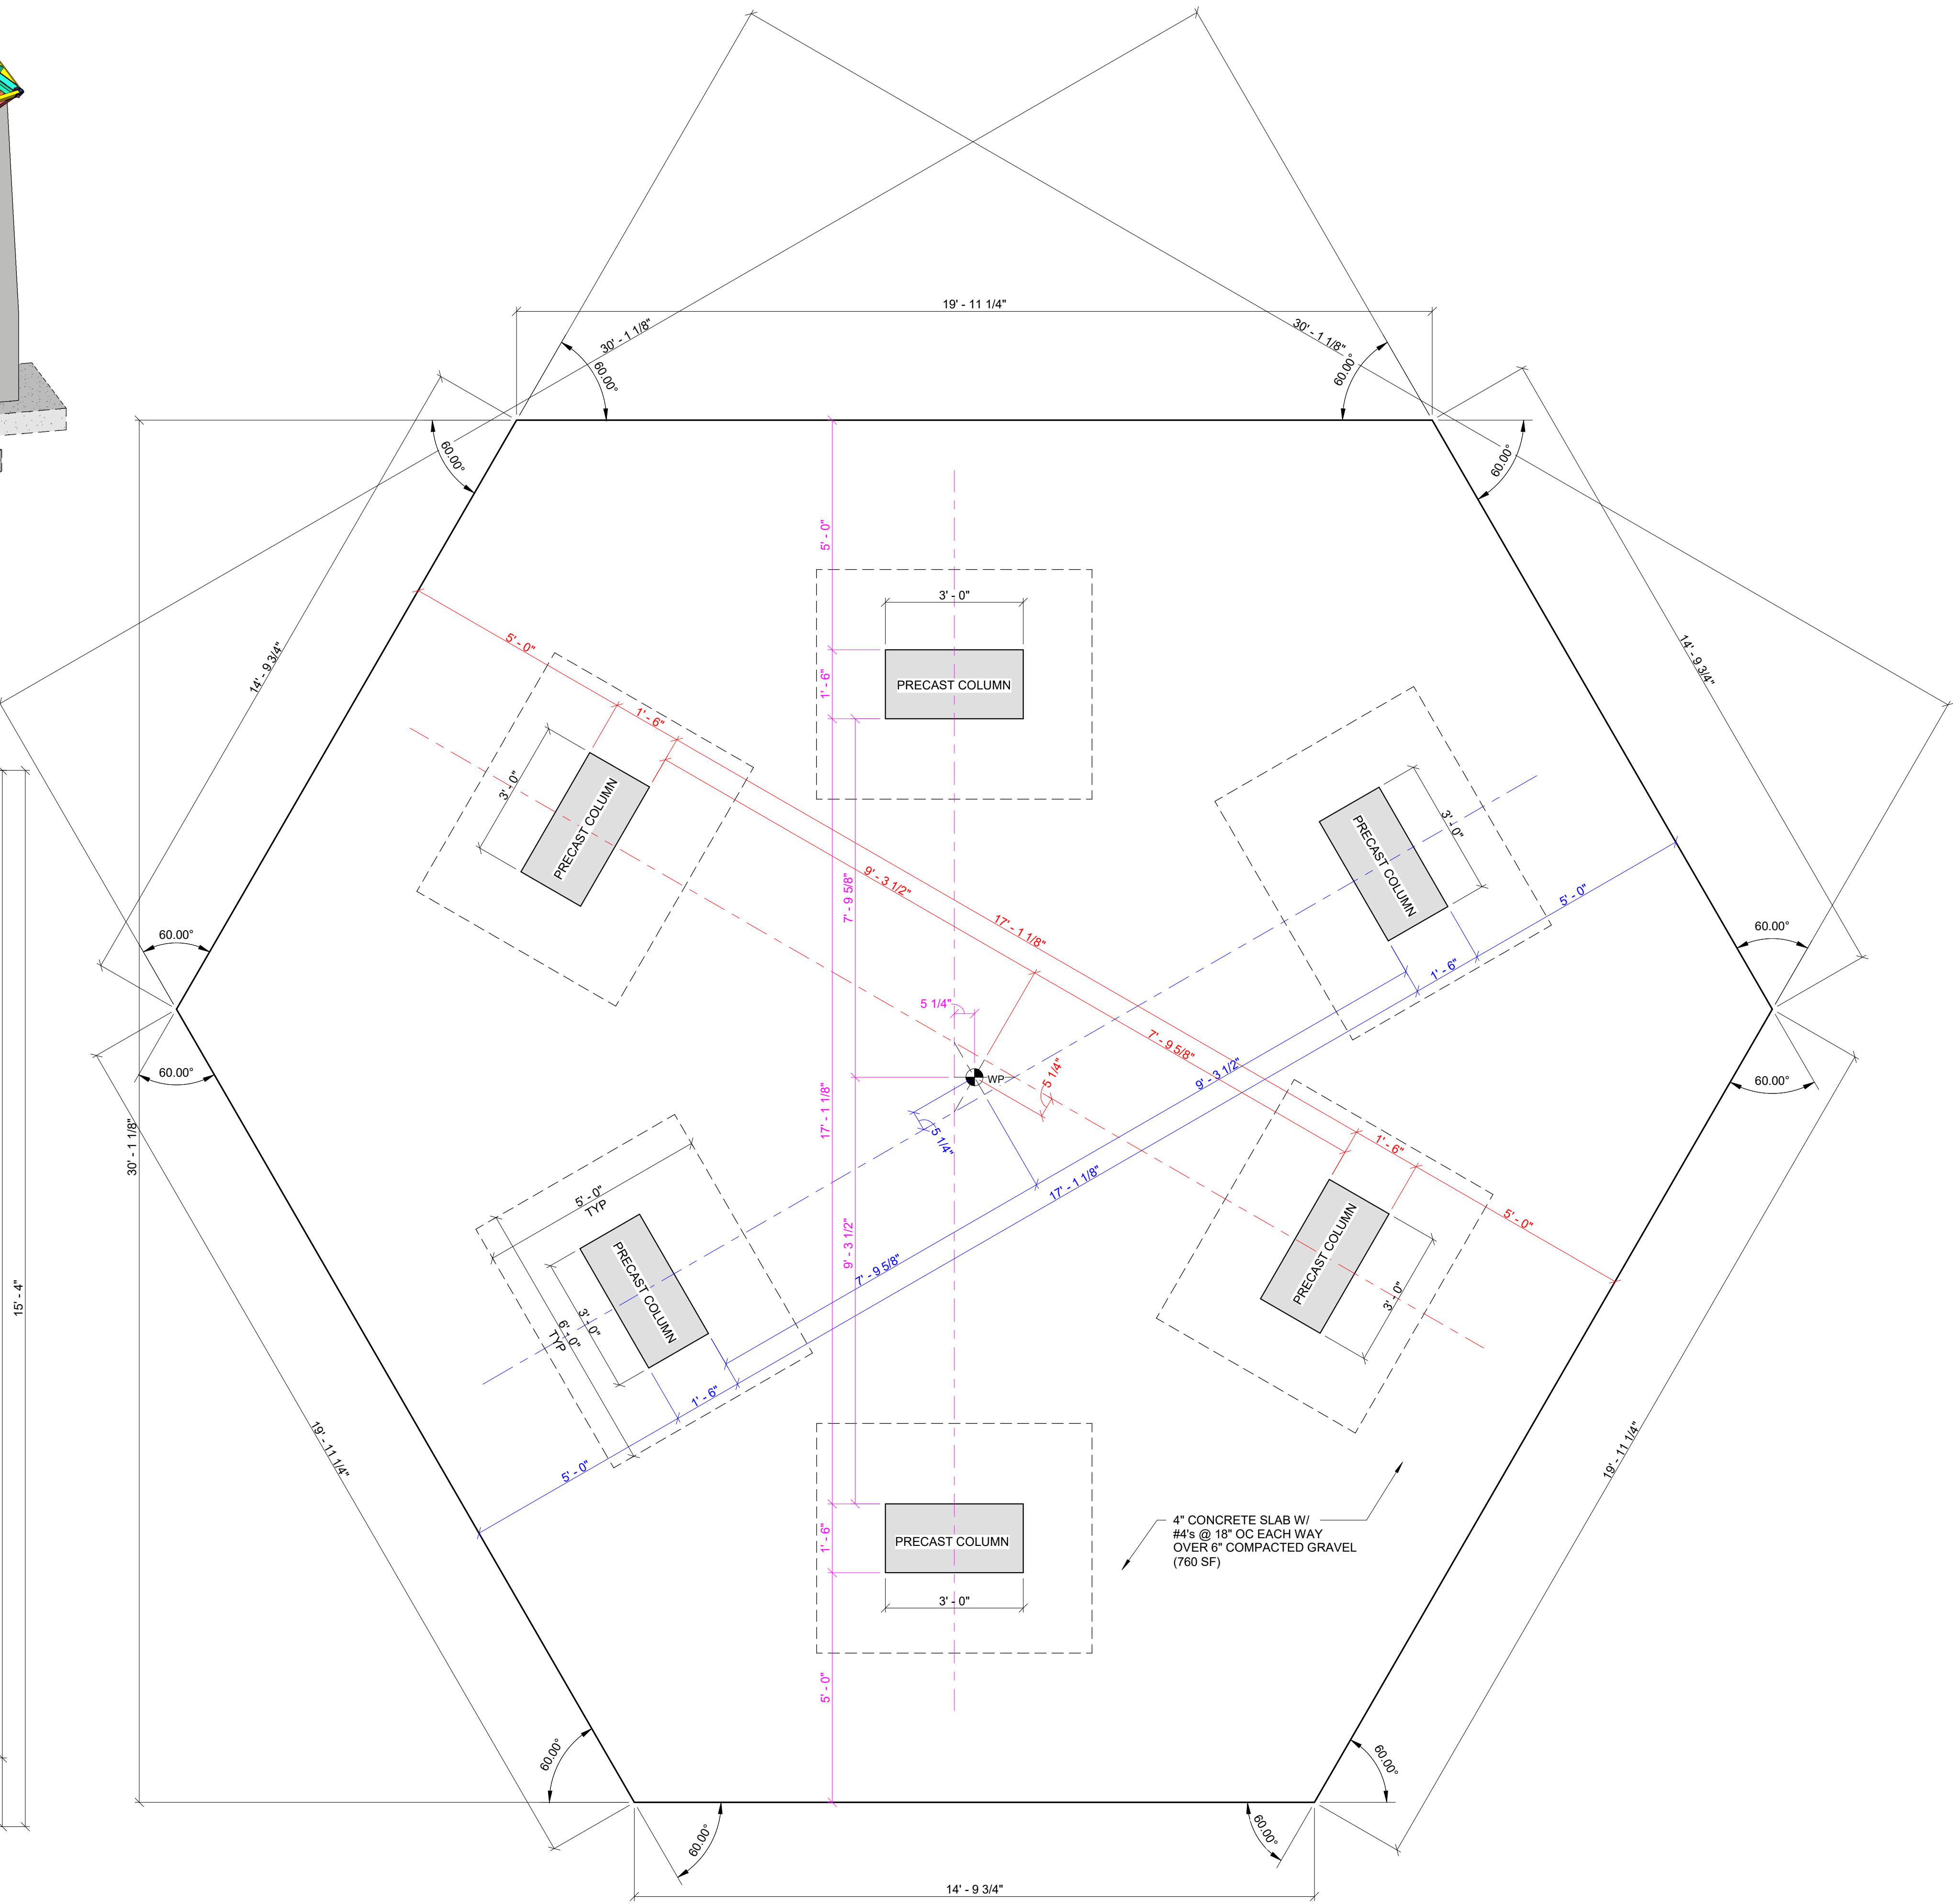 19' - 11 1/4"
30' - 1 1/8"
30' - 1 1/8"
60.00°
60.00°
60.00°
60.00°
14' - 9 3/4"
14' - 9 3/4"
5' - 0"
3' - 0"
1' - 6"
PRECAST COLUMN
5' - 0"
1' - 6"
3' - 0"
PRECAST COLUMN
3' - 0"
PRECAST COLUMN
5' - 0"
1' - 6"
9' - 3 1/2"
7' - 9 5/8"
17' - 1 1/8"
60.00°
60.00°
5 1/4"
7' - 9 5/8"
9' - 3 1/2"
WP
5 1/4"
60.00°
60.00°
30' - 1 1/8"
17' - 1 1/8"
5 1/4"
17' - 1 1/8"
1' - 6"
5' - 0"
TYP
PRECAST COLUMN
3' - 0"
6' - 0"
TYP
9' - 3 1/2"
7' - 9 5/8"
PRECAST COLUMN
3' - 0"
5' - 0"
15' - 4"
1' - 6"
5' - 0"
19' - 11 1/4"
19' - 11 1/4"
1' - 6"
PRECAST COLUMN
3' - 0"
4" CONCRETE SLAB W/
#4's @ 18" OC EACH WAY
OVER 6" COMPACTED GRAVEL
(760 SF)
5' - 0"
60.00°
60.00°
60.00°
60.00°
14' - 9 3/4"